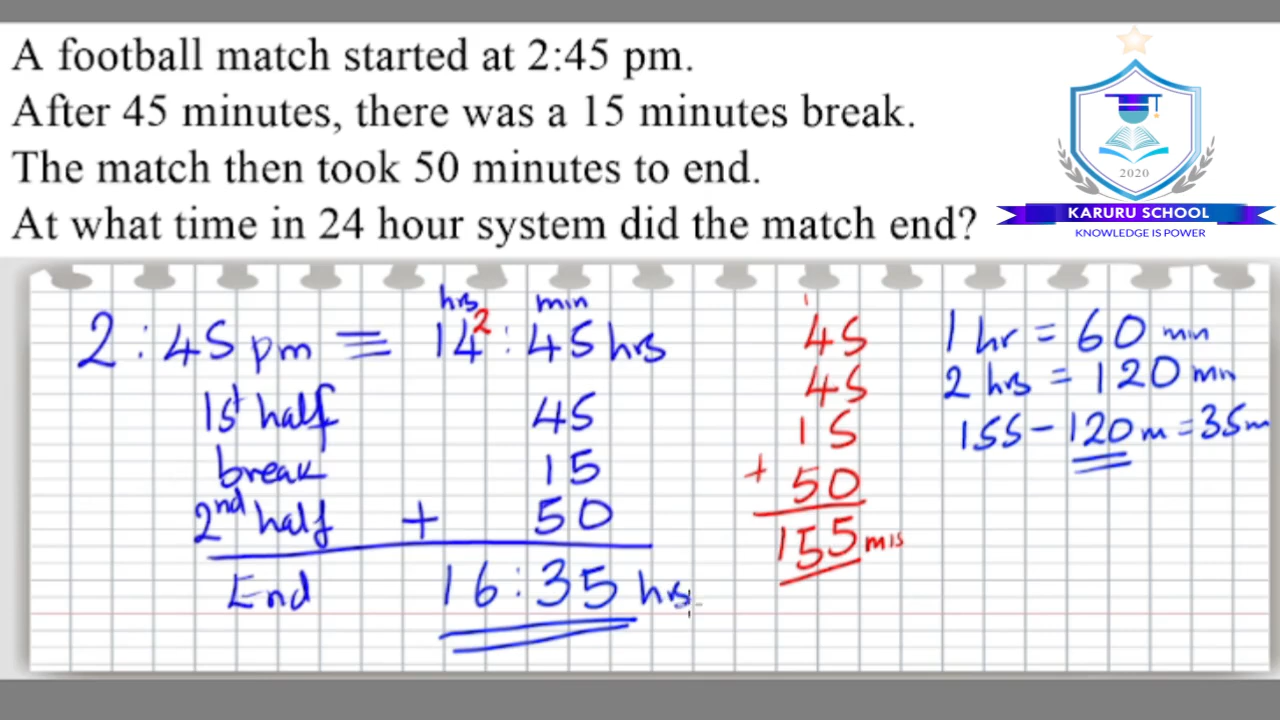 A football match started at 2:45 pm.
After 45 minutes, there was a 15 minutes break.
The match then took 50 minutes to end.
At what time in 24 hour system did the match end?
2020
KARURU SCHOOL
KNOWLEDGE IS POWER
hrs min
2 : 45 pm ≡ 14² : 45 hrs
1st half 45
break 15
2nd half + 50
End 16 : 35 hrs
1
45
45
15
+ 50
155 mis
1 hr = 60 min
2 hrs = 120 mn
155 - 120 m = 35 m